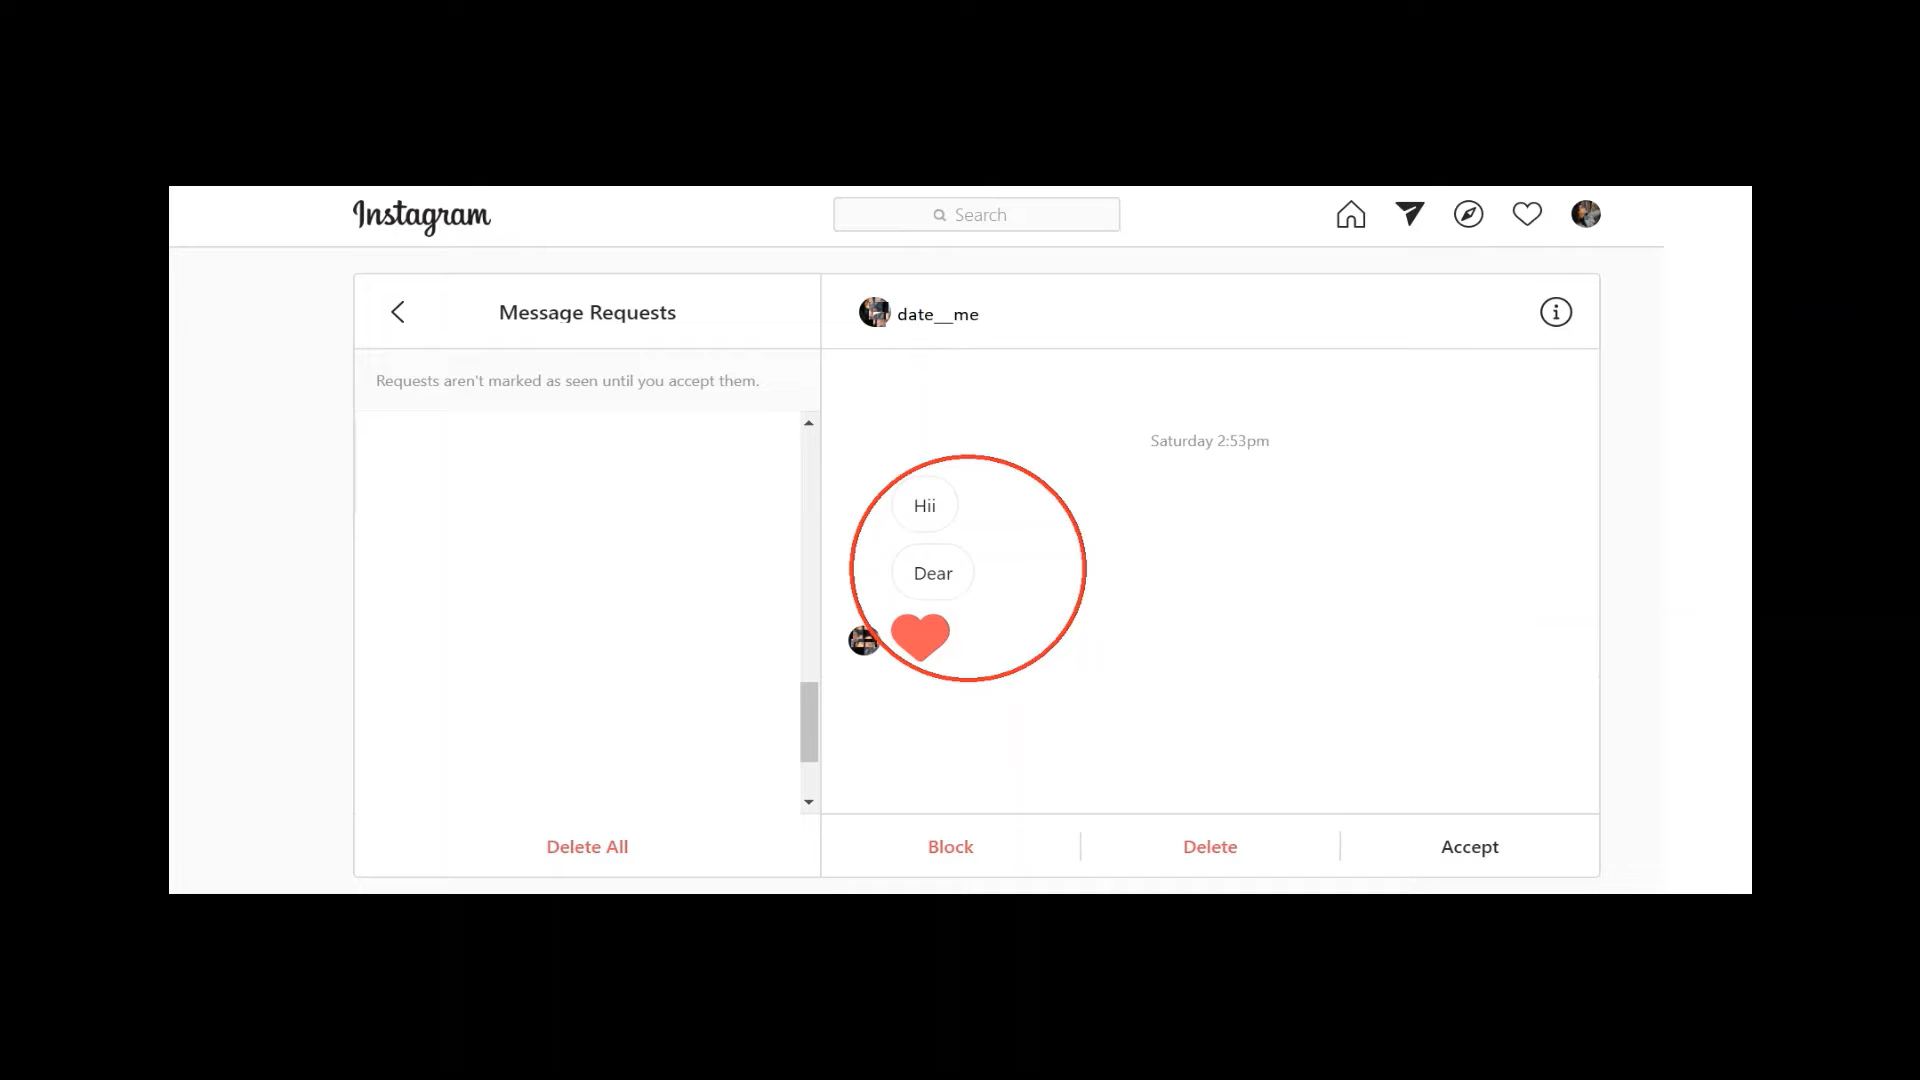 Instagram
Search
Message Requests
date__me
Requests aren't marked as seen until you accept them.
Saturday 2:53pm
Hii
Dear
Delete All
Block
Delete
Accept